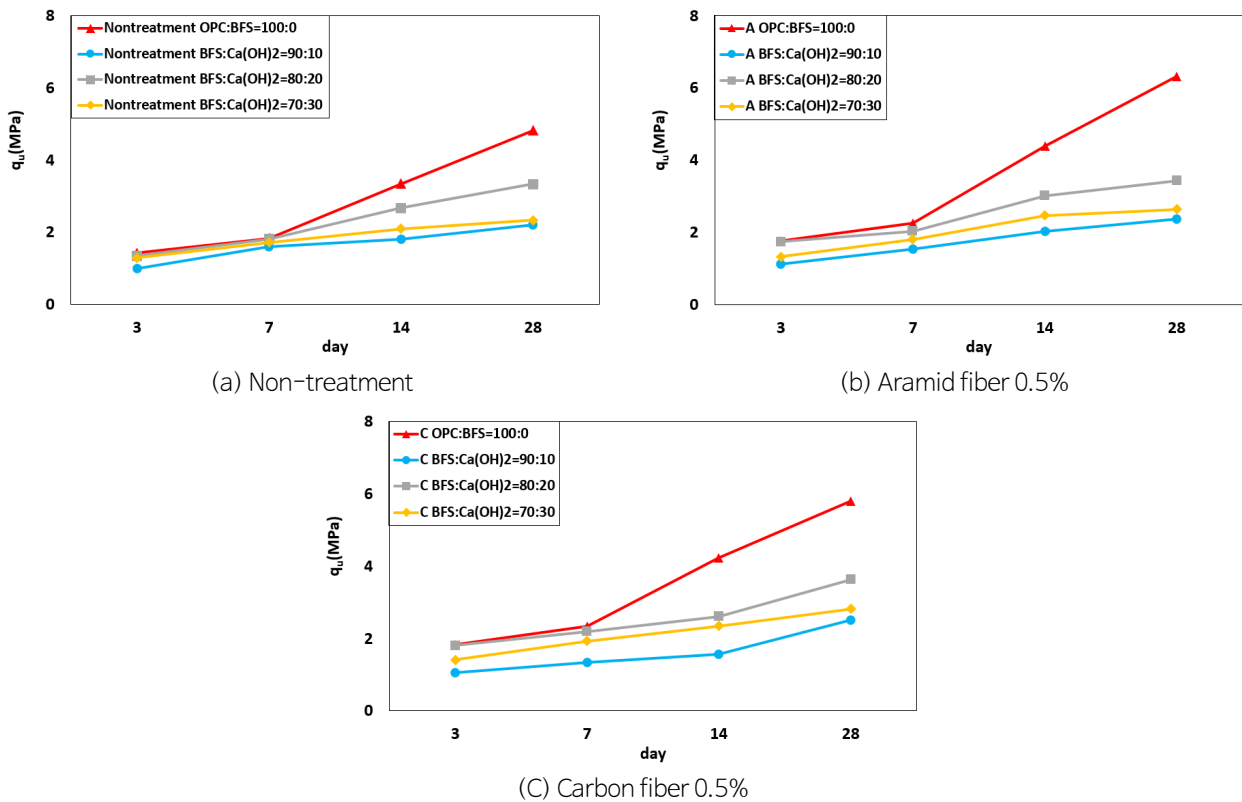 8
6
4
2
0
q_u(MPa)
Nontreatment OPC:BFS=100:0
Nontreatment BFS:Ca(OH)2=90:10
Nontreatment BFS:Ca(OH)2=80:20
Nontreatment BFS:Ca(OH)2=70:30
3 7 14 28
day
(a) Non-treatment
8
6
4
2
0
q_u(MPa)
A OPC:BFS=100:0
A BFS:Ca(OH)2=90:10
A BFS:Ca(OH)2=80:20
A BFS:Ca(OH)2=70:30
3 7 14 28
day
(b) Aramid fiber 0.5%
8
6
4
2
0
q_u(MPa)
C OPC:BFS=100:0
C BFS:Ca(OH)2=90:10
C BFS:Ca(OH)2=80:20
C BFS:Ca(OH)2=70:30
3 7 14 28
day
(C) Carbon fiber 0.5%